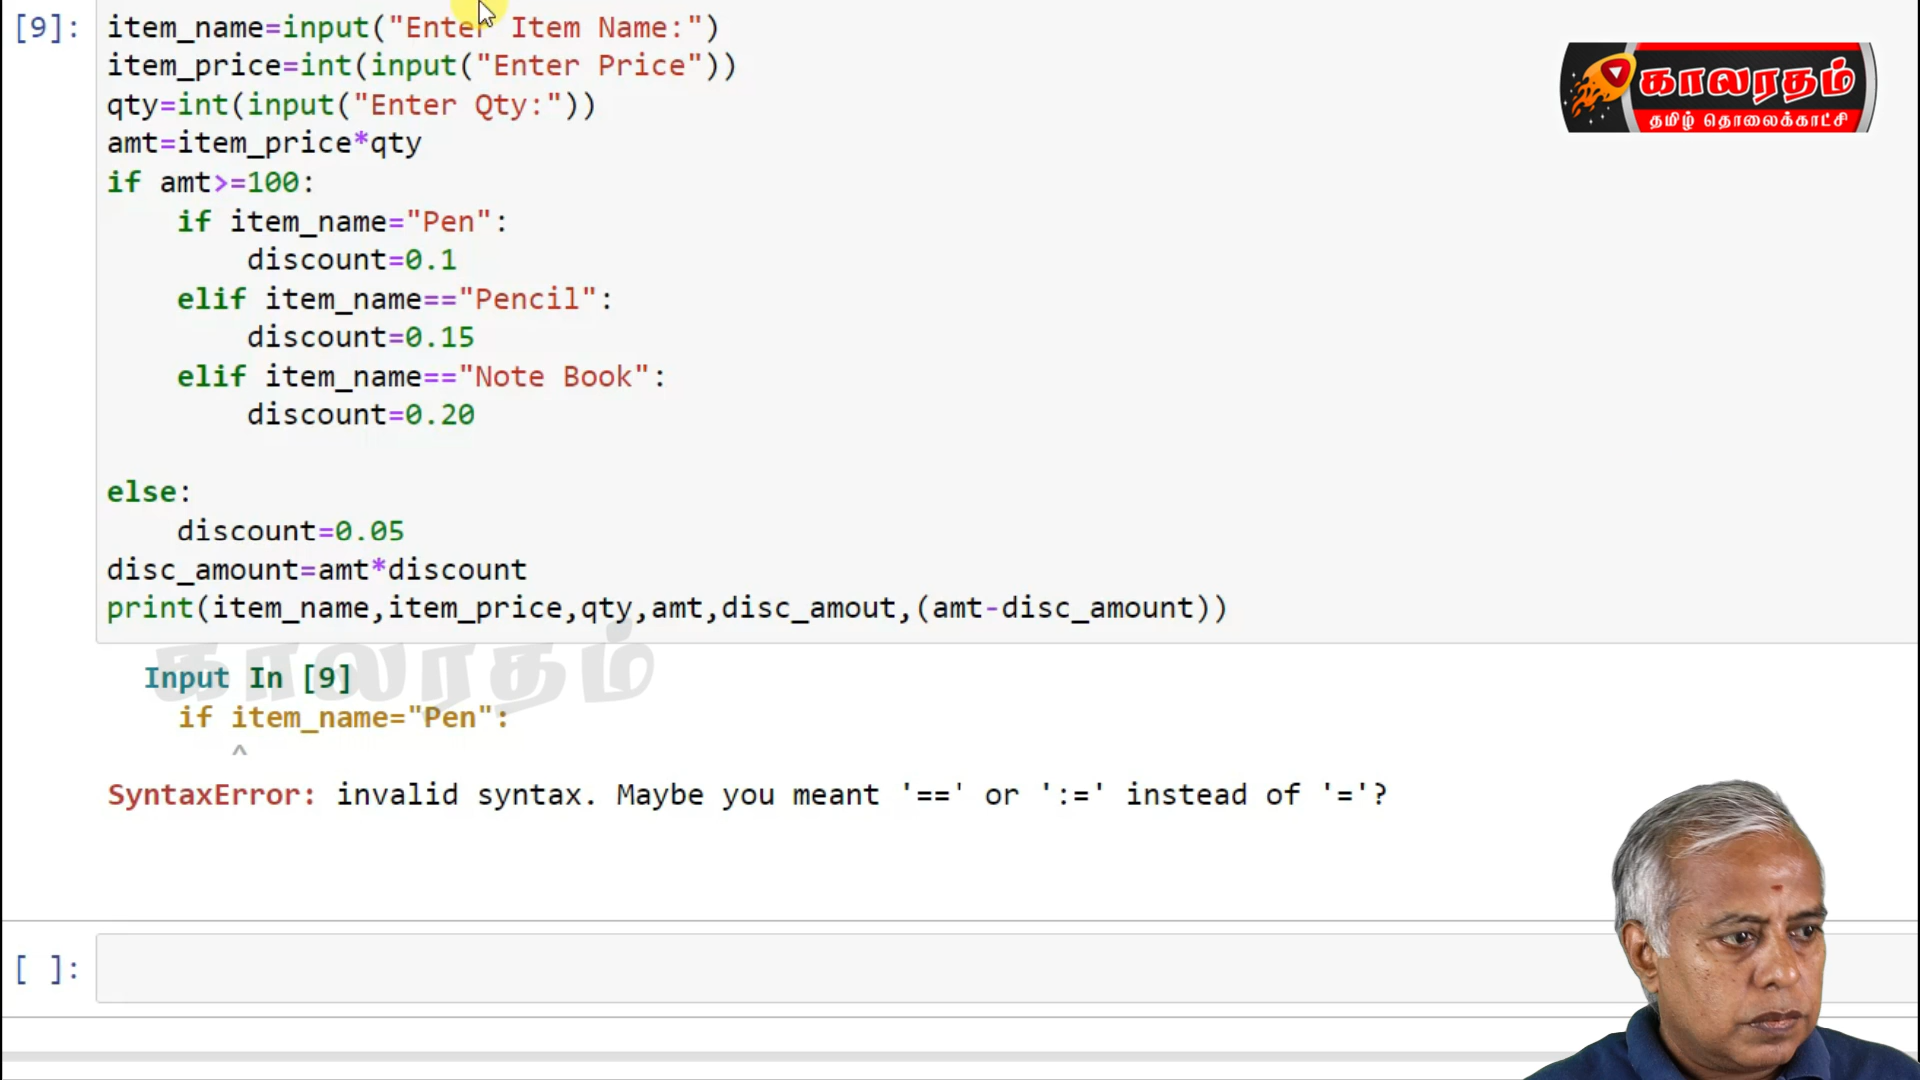 [9]:
item_name=input("Enter Item Name:")
item_price=int(input("Enter Price"))
qty=int(input("Enter Qty:"))
amt=item_price*qty
if amt>=100:
    if item_name="Pen":
        discount=0.1
    elif item_name=="Pencil":
        discount=0.15
    elif item_name=="Note Book":
        discount=0.20
else:
    discount=0.05
disc_amount=amt*discount
print(item_name,item_price,qty,amt,disc_amout,(amt-disc_amount))
காலரதம்
தமிழ் தொலைக்காட்சி
காலரதம்
Input In [9]
    if item_name="Pen":
       ^
SyntaxError: invalid syntax. Maybe you meant '==' or ':=' instead of '='?
[ ]: